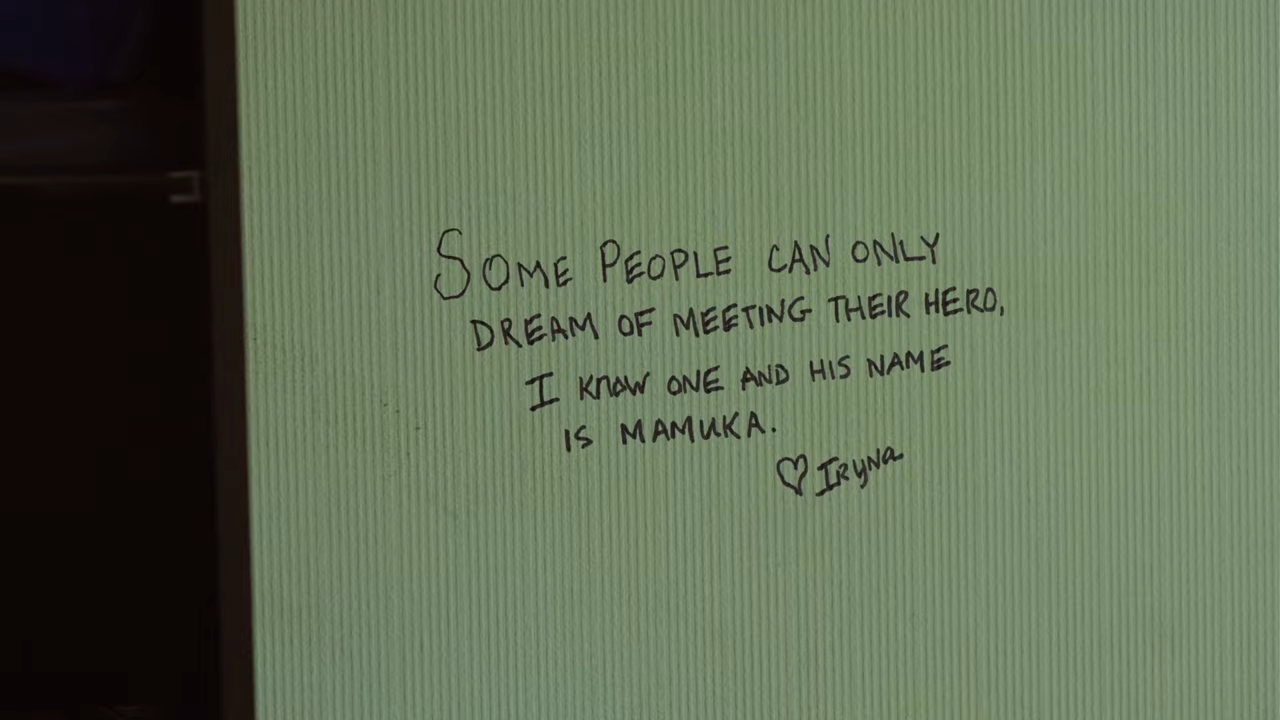 SOME PEOPLE CAN ONLY
DREAM OF MEETING THEIR HERO,
I KNOW ONE AND HIS NAME
IS MAMUKA.
♡ IRyNa